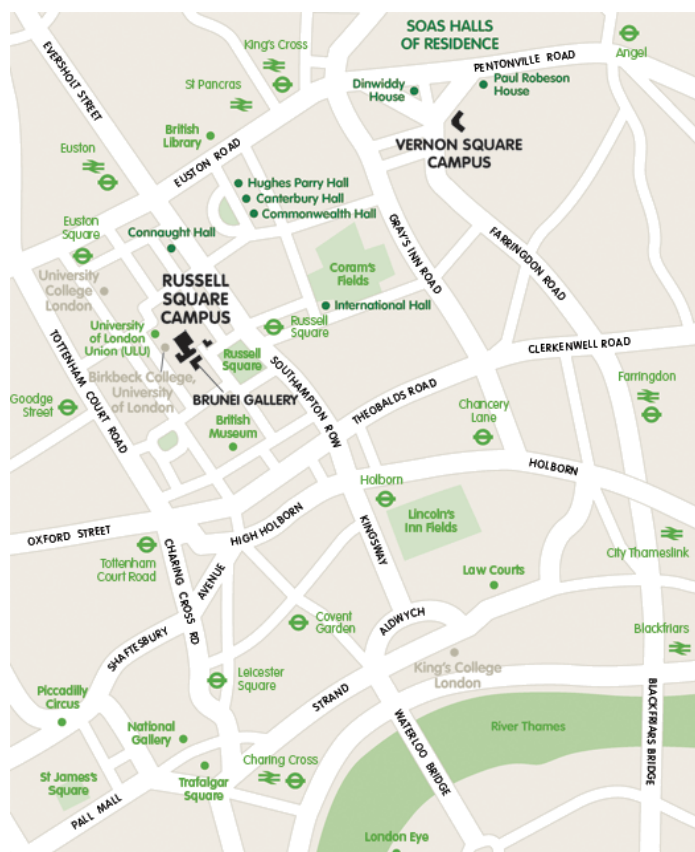 SOAS HALLS
OF RESIDENCE
King's Cross
PENTONVILLE ROAD
Angel
St Pancras
Dinwiddy
House
Paul Robeson
House
EVERSHOLT STREET
British
Library
VERNON SQUARE
CAMPUS
Euston
EUSTON ROAD
Hughes Parry Hall
Canterbury Hall
Commonwealth Hall
Euston
Square
Connaught Hall
GRAY'S INN ROAD
FARRINGDON ROAD
University
College
London
RUSSELL
SQUARE
CAMPUS
Coram's
Fields
International Hall
University
of London
Union (ULU)
Russell
Square
Russell
Square
CLERKENWELL ROAD
Birkbeck College,
University
of London
BRUNEI GALLERY
SOUTHAMPTON ROW
THEOBALDS ROAD
Farringdon
Goodge
Street
TOTTENHAM COURT ROAD
British
Museum
Chancery
Lane
HOLBORN
Holborn
Lincoln's
Inn Fields
OXFORD STREET
HIGH HOLBORN
KINGSWAY
City Thameslink
Tottenham
Court Road
CHARING CROSS RD
Law Courts
SHAFTESBURY AVENUE
Covent
Garden
ALDWYCH
Blackfriars
King's College
London
Leicester
Square
STRAND
Piccadilly
Circus
National
Gallery
WATERLOO BRIDGE
River Thames
BLACKFRIARS BRIDGE
Charing Cross
St James's
Square
Trafalgar
Square
PALL MALL
London Eye